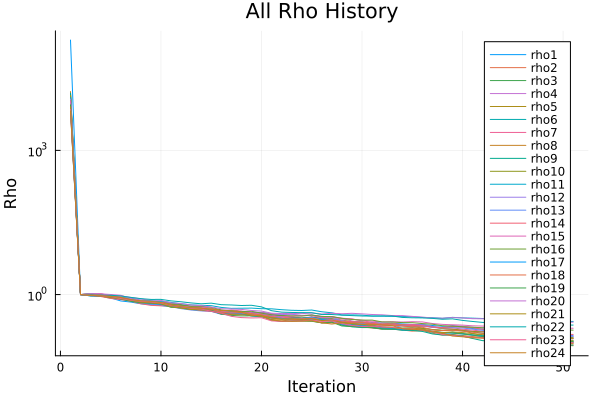 All Rho History
Rho
10³
10⁰
0
10
20
30
40
50
Iteration
rho1
rho2
rho3
rho4
rho5
rho6
rho7
rho8
rho9
rho10
rho11
rho12
rho13
rho14
rho15
rho16
rho17
rho18
rho19
rho20
rho21
rho22
rho23
rho24